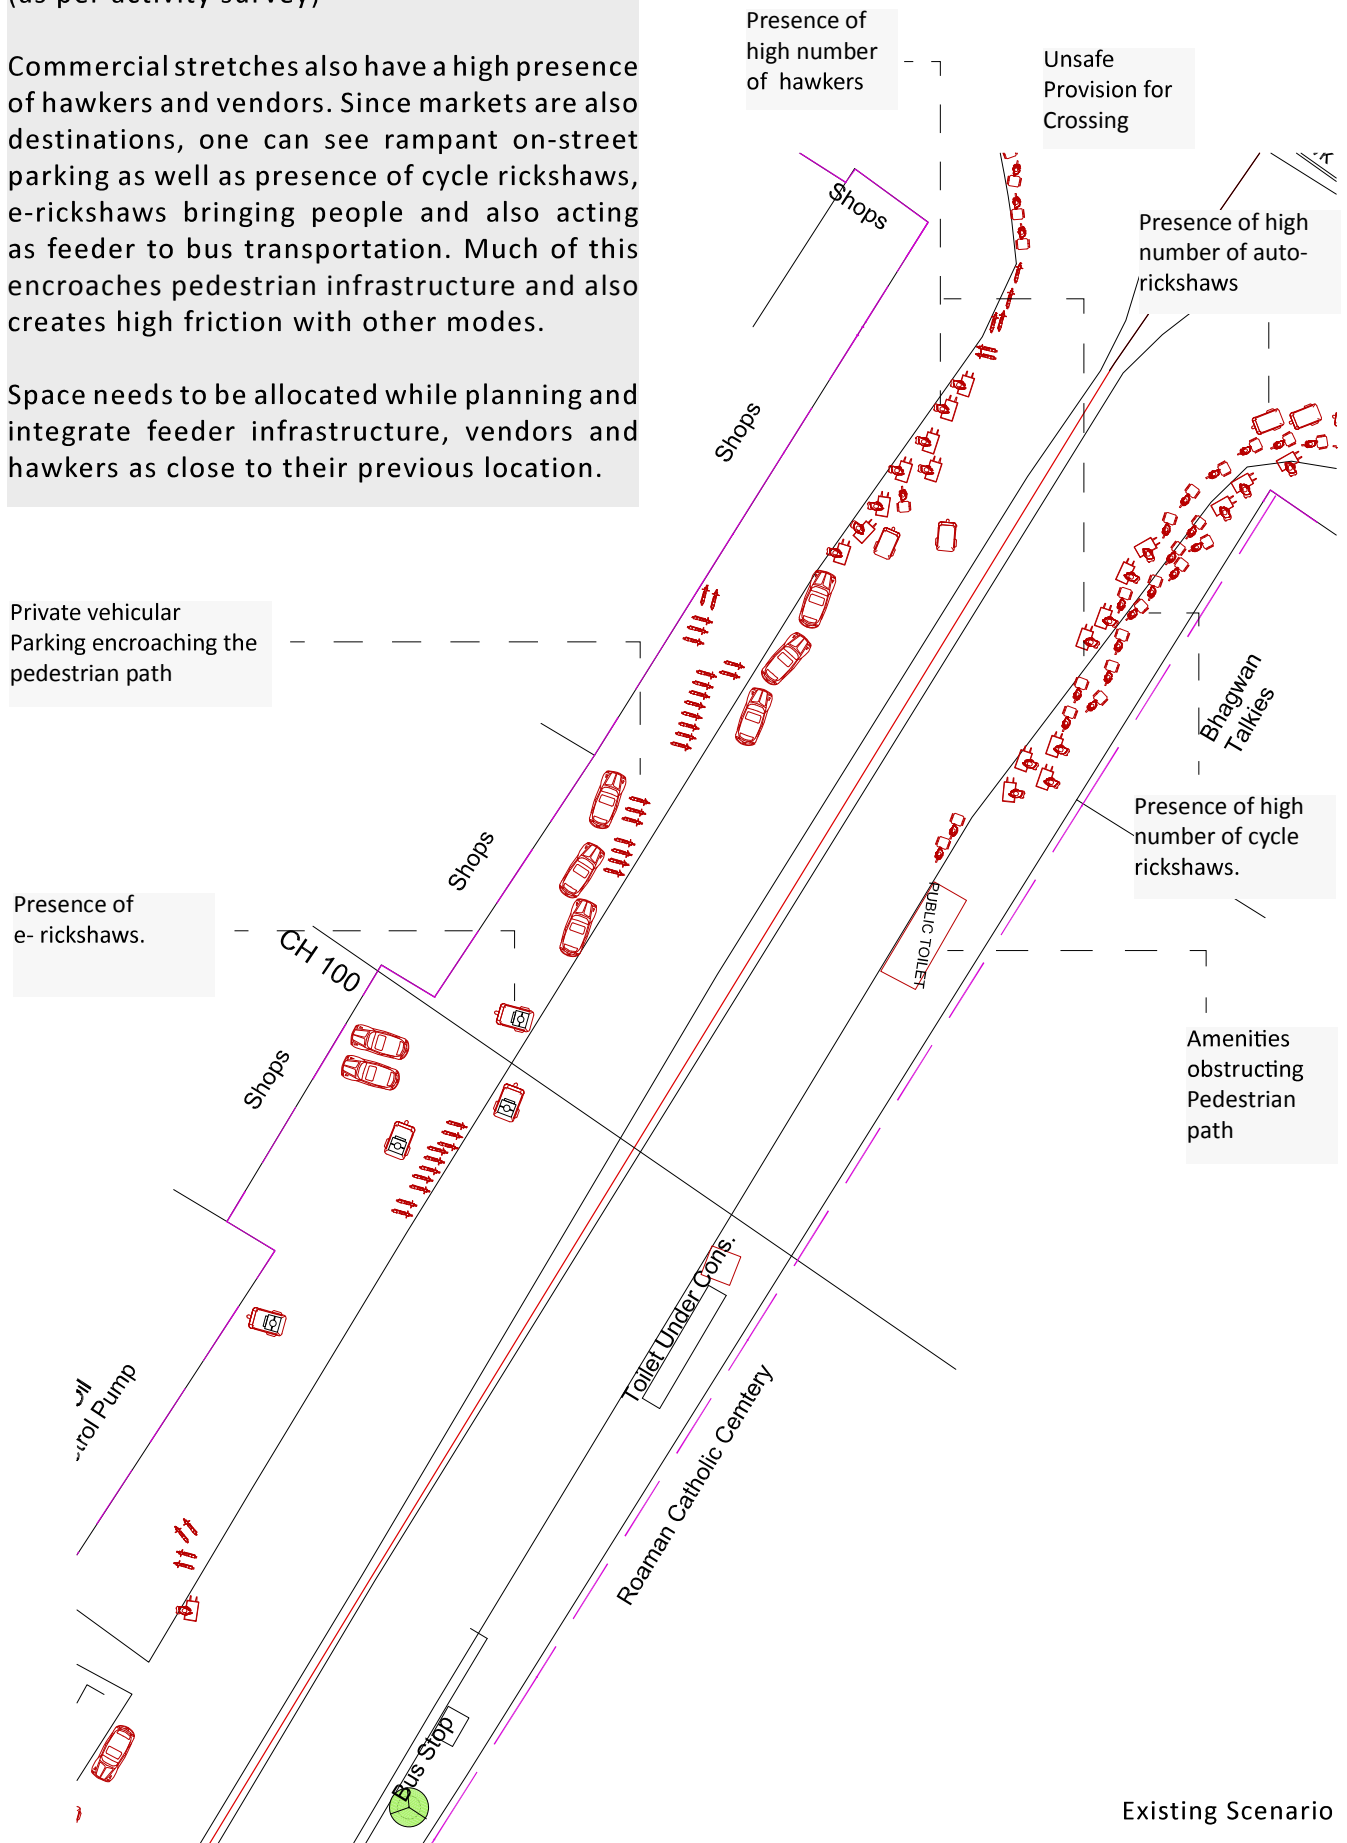 (as per activity survey)
Commercial stretches also have a high presence
of hawkers and vendors. Since markets are also
destinations, one can see rampant on-street
parking as well as presence of cycle rickshaws,
e-rickshaws bringing people and also acting
as feeder to bus transportation. Much of this
encroaches pedestrian infrastructure and also
creates high friction with other modes.
Space needs to be allocated while planning and
integrate feeder infrastructure, vendors and
hawkers as close to their previous location.
Presence of
high number
of hawkers
Unsafe
Provision for
Crossing
Presence of high
number of auto-
rickshaws
Shops
Shops
Private vehicular
Parking encroaching the
pedestrian path
Bhagwan
Talkies
Presence of high
number of cycle
rickshaws.
Shops
Presence of
e- rickshaws.
CH 100
PUBLIC TOILET
Amenities
obstructing
Pedestrian
path
Shops
Toilet Under Cons.
Pump
Roaman Catholic Cemtery
Bus Stop
Existing Scenario